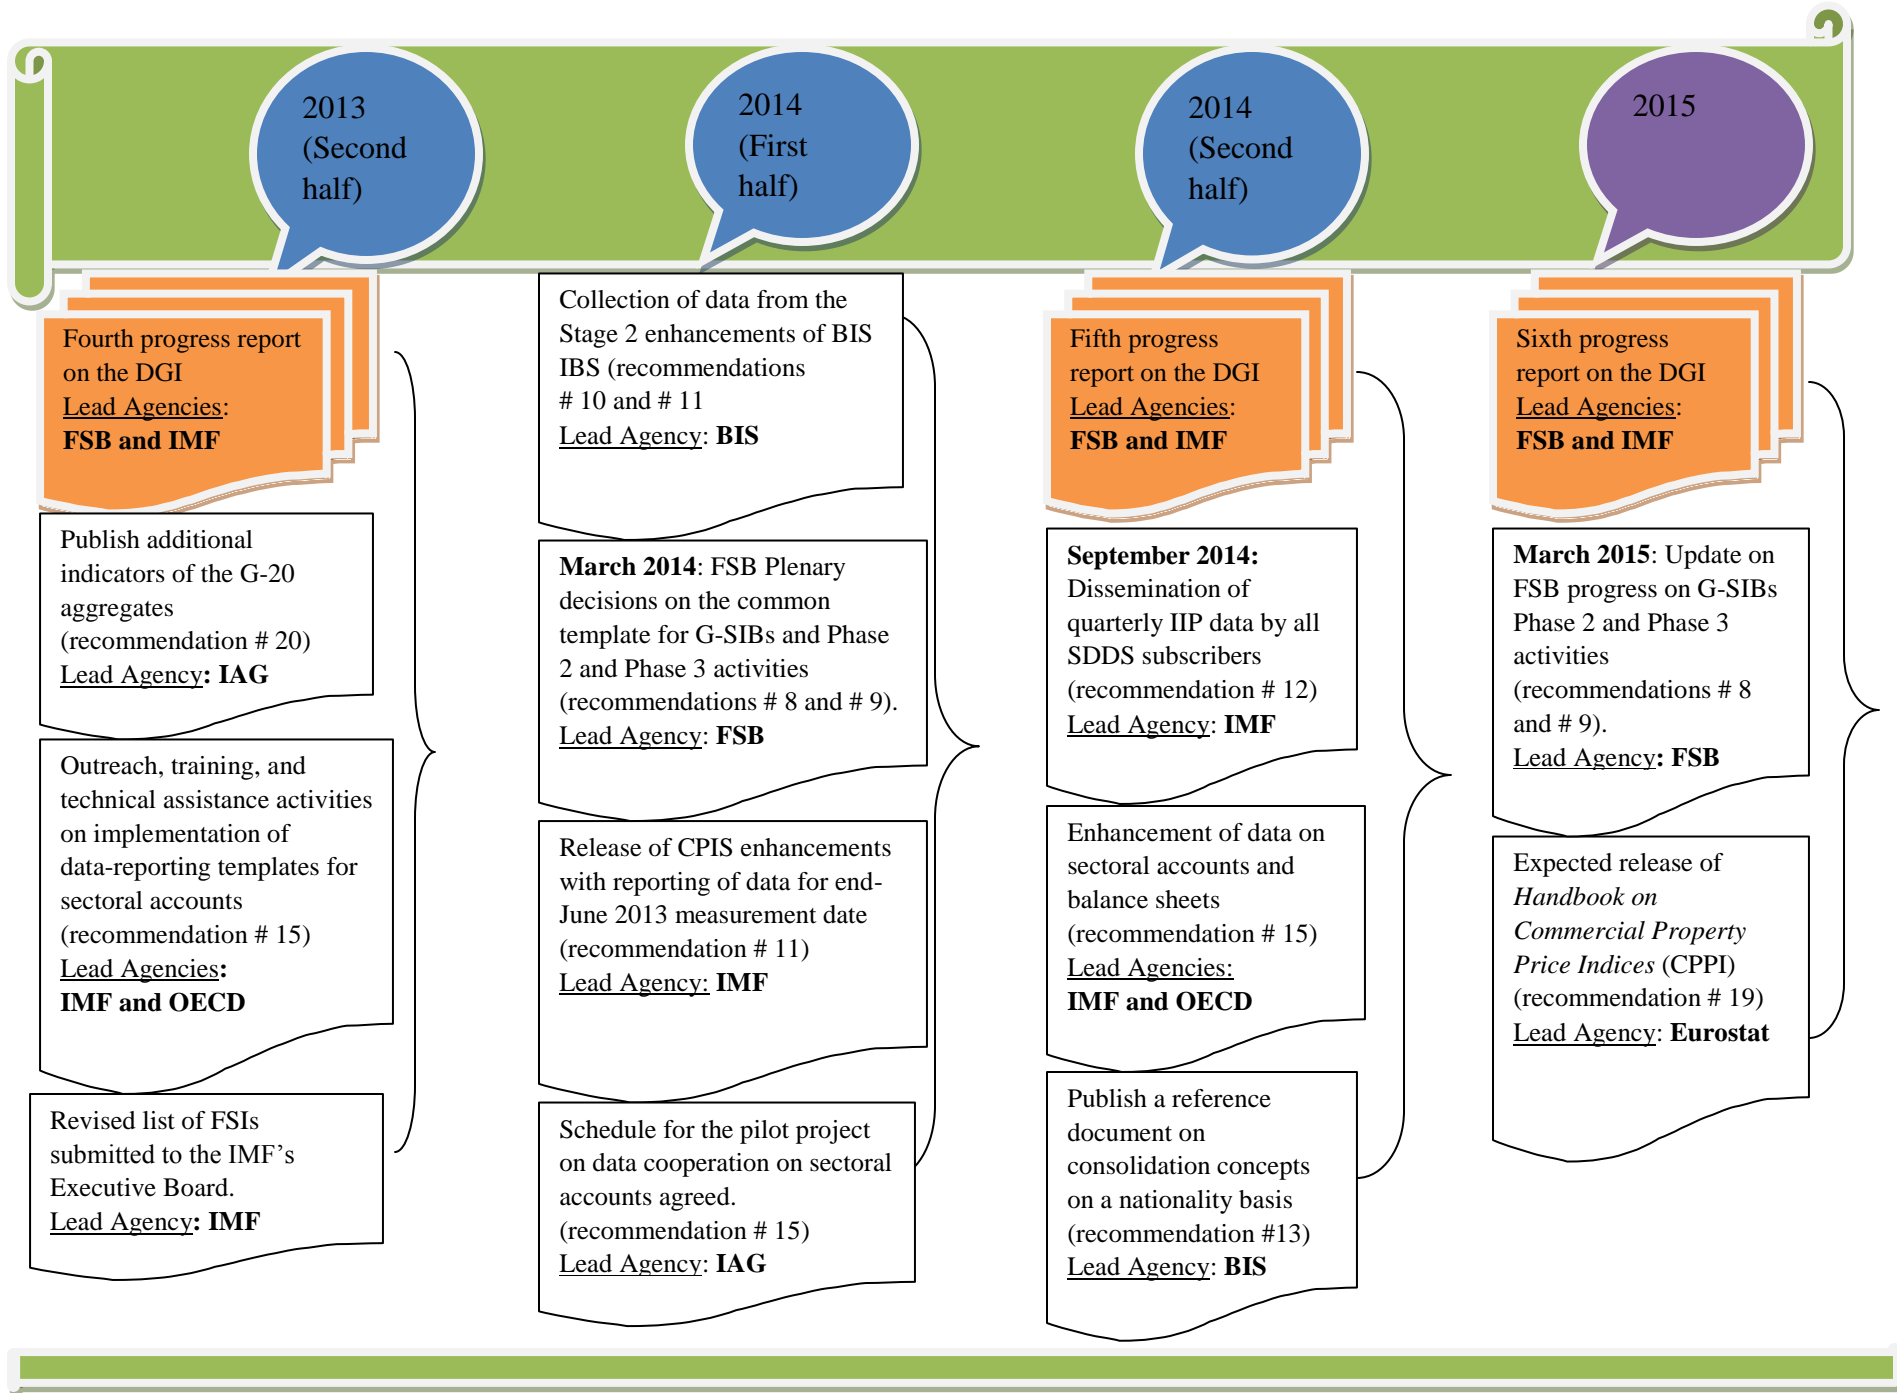 2013
(Second
half)
2014
(First
half)
2014
(Second
half)
2015
Fourth progress report
on the DGI
Lead Agencies:
FSB and IMF
Publish additional
indicators of the G-20
aggregates
(recommendation # 20)
Lead Agency: IAG
Outreach, training, and
technical assistance activities
on implementation of
data-reporting templates for
sectoral accounts
(recommendation # 15)
Lead Agencies:
IMF and OECD
Revised list of FSIs
submitted to the IMF’s
Executive Board.
Lead Agency: IMF
Collection of data from the
Stage 2 enhancements of BIS
IBS (recommendations
# 10 and # 11
Lead Agency: BIS
March 2014: FSB Plenary
decisions on the common
template for G-SIBs and Phase
2 and Phase 3 activities
(recommendations # 8 and # 9).
Lead Agency: FSB
Release of CPIS enhancements
with reporting of data for end-
June 2013 measurement date
(recommendation # 11)
Lead Agency: IMF
Schedule for the pilot project
on data cooperation on sectoral
accounts agreed.
(recommendation # 15)
Lead Agency: IAG
Fifth progress
report on the DGI
Lead Agencies:
FSB and IMF
September 2014:
Dissemination of
quarterly IIP data by all
SDDS subscribers
(recommendation # 12)
Lead Agency: IMF
Enhancement of data on
sectoral accounts and
balance sheets
(recommendation # 15)
Lead Agencies:
IMF and OECD
Publish a reference
document on
consolidation concepts
on a nationality basis
(recommendation #13)
Lead Agency: BIS
Sixth progress
report on the DGI
Lead Agencies:
FSB and IMF
March 2015: Update on
FSB progress on G-SIBs
Phase 2 and Phase 3
activities
(recommendations # 8
and # 9).
Lead Agency: FSB
Expected release of
Handbook on
Commercial Property
Price Indices (CPPI)
(recommendation # 19)
Lead Agency: Eurostat